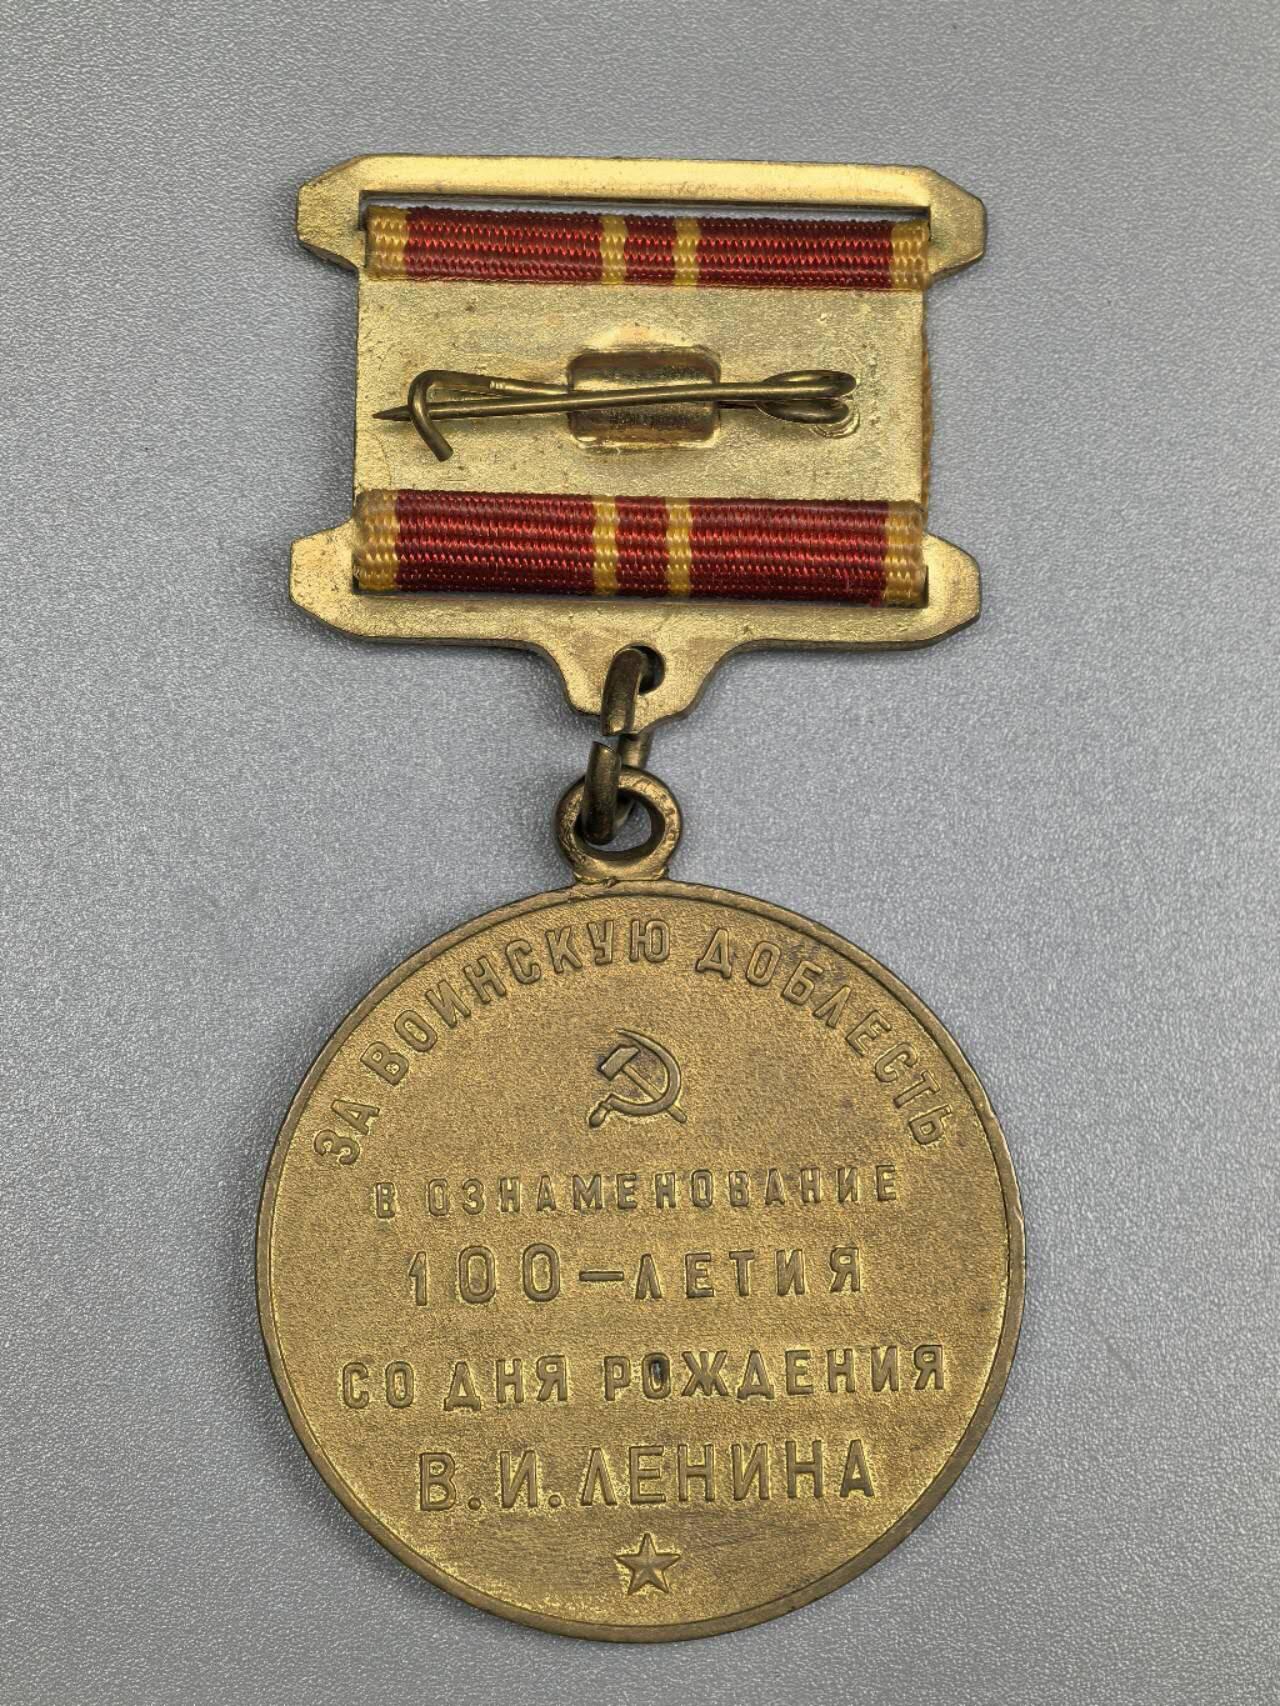 ЗА ВОИНСКУЮ ДОБЛЕСТЬ
В ОЗНАМЕНОВАНИЕ
100-ЛЕТИЯ
СО ДНЯ РОЖДЕНИЯ
В.И.ЛЕНИНА